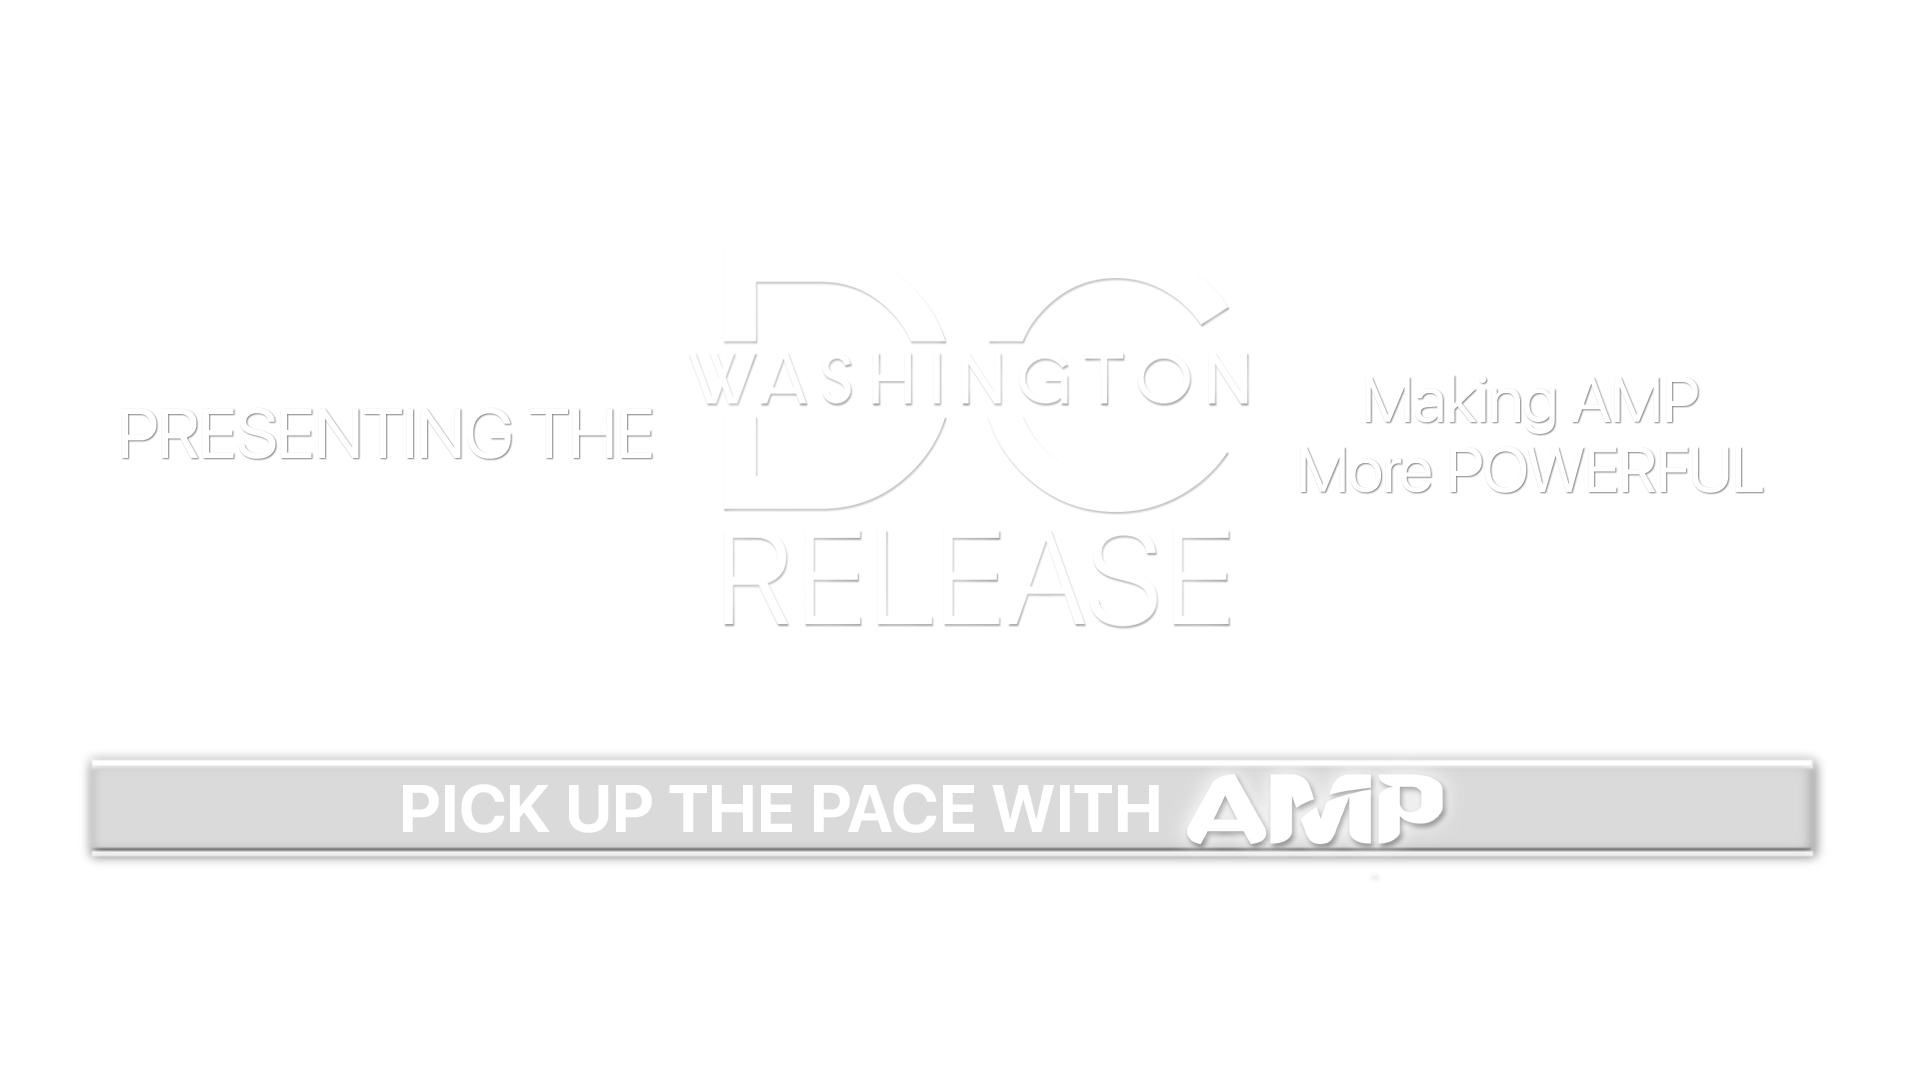 PRESENTING THE
DC
WASHINGTON
RELEASE
Making AMP
More POWERFUL
PICK UP THE PACE WITH AMP